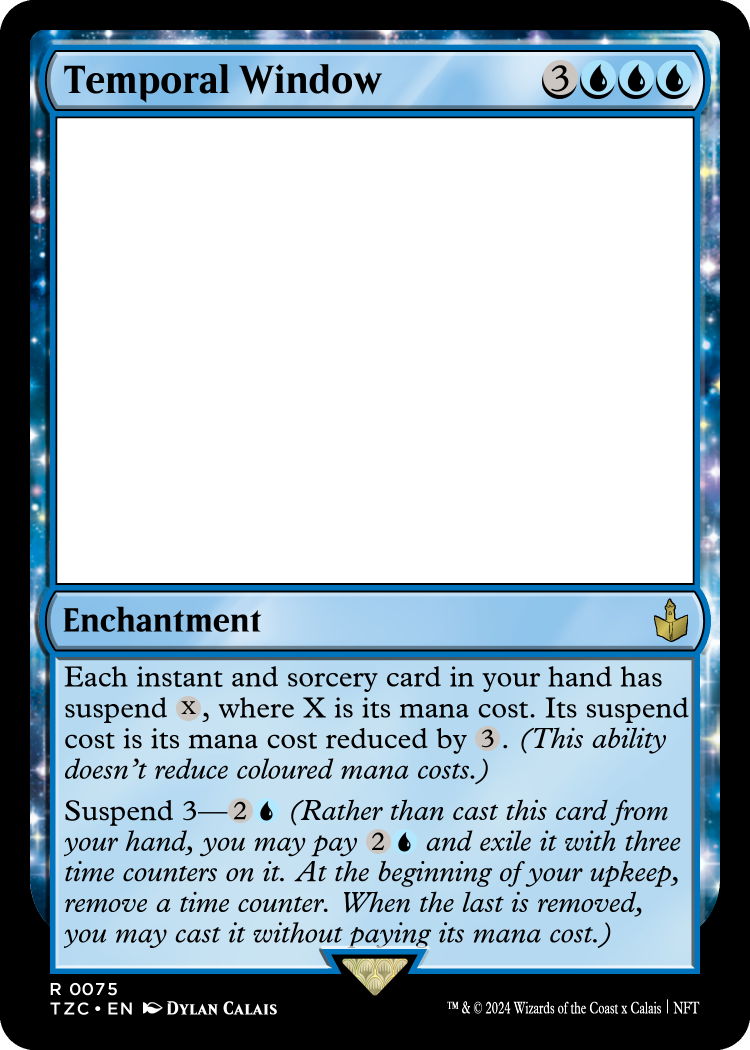 Temporal Window 3
Enchantment
Each instant and sorcery card in your hand has
suspend X, where X is its mana cost. Its suspend
cost is its mana cost reduced by 3. (This ability
doesn't reduce coloured mana costs.)
Suspend 3—2 (Rather than cast this card from
your hand, you may pay 2 and exile it with three
time counters on it. At the beginning of your upkeep,
remove a time counter. When the last is removed,
you may cast it without paying its mana cost.)
R 0075
TZC • EN DYLAN CALAIS
™ & © 2024 Wizards of the Coast x Calais | NFT